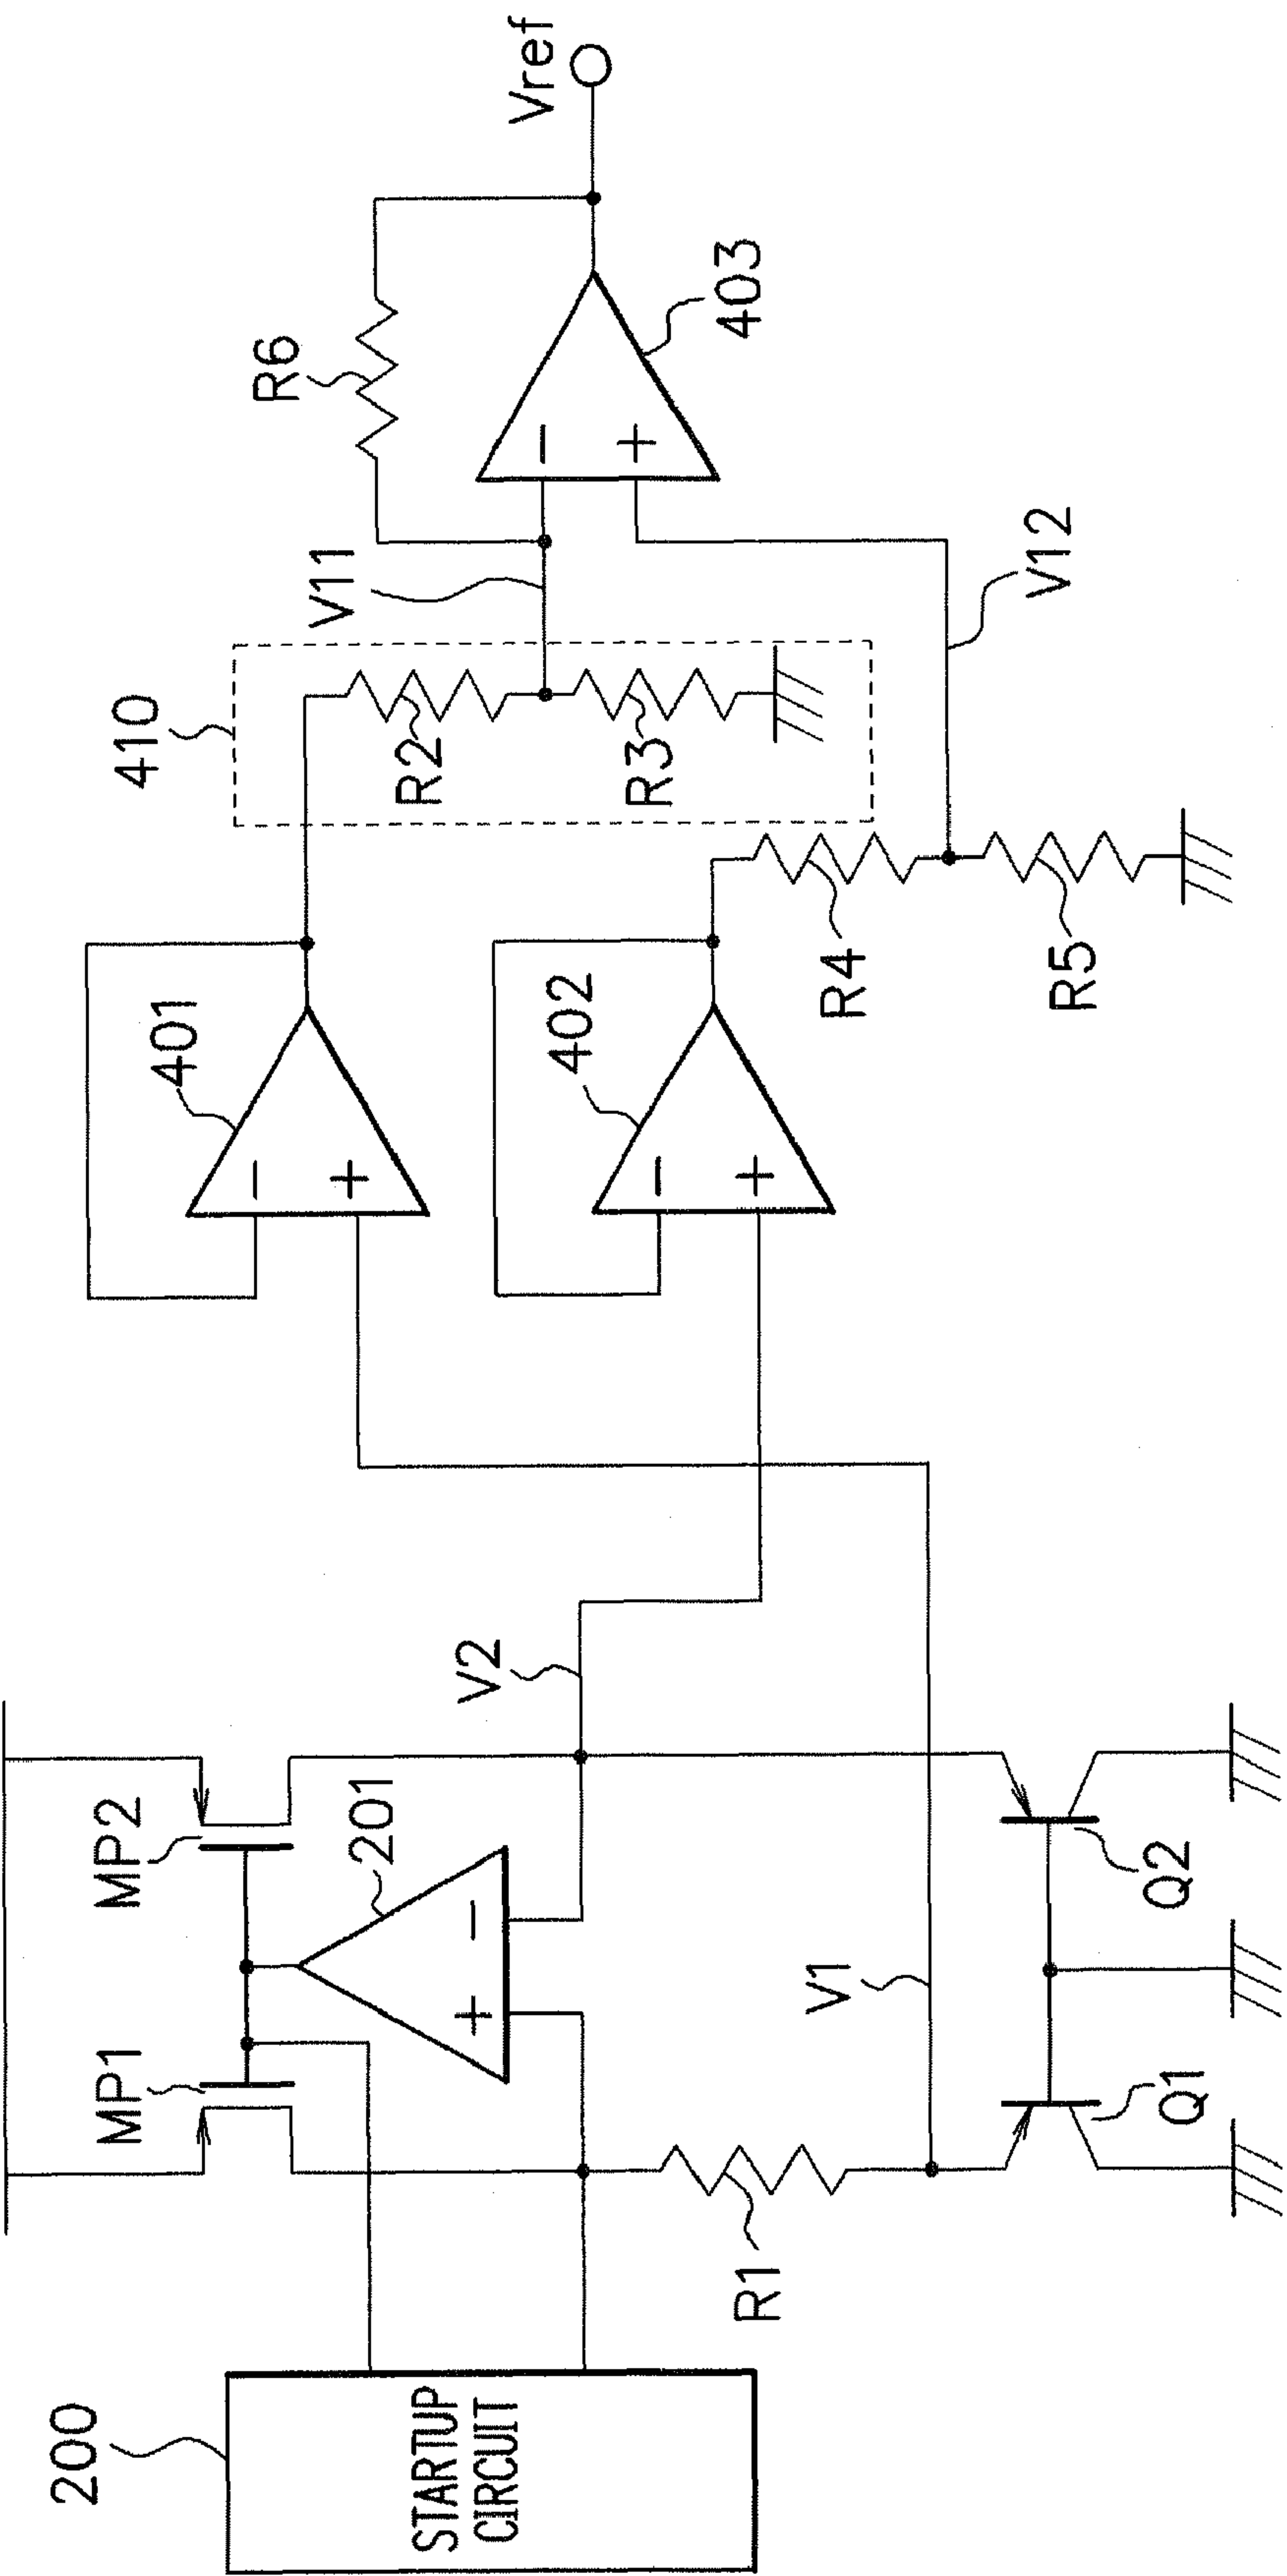 200
STARTUP
CIRCUIT
MP1
MP2
201
+
−
R1
V1
V2
Q1
Q2
401
−
+
402
−
+
410
R2
R3
R4
R5
V11
V12
R6
−
+
403
Vref